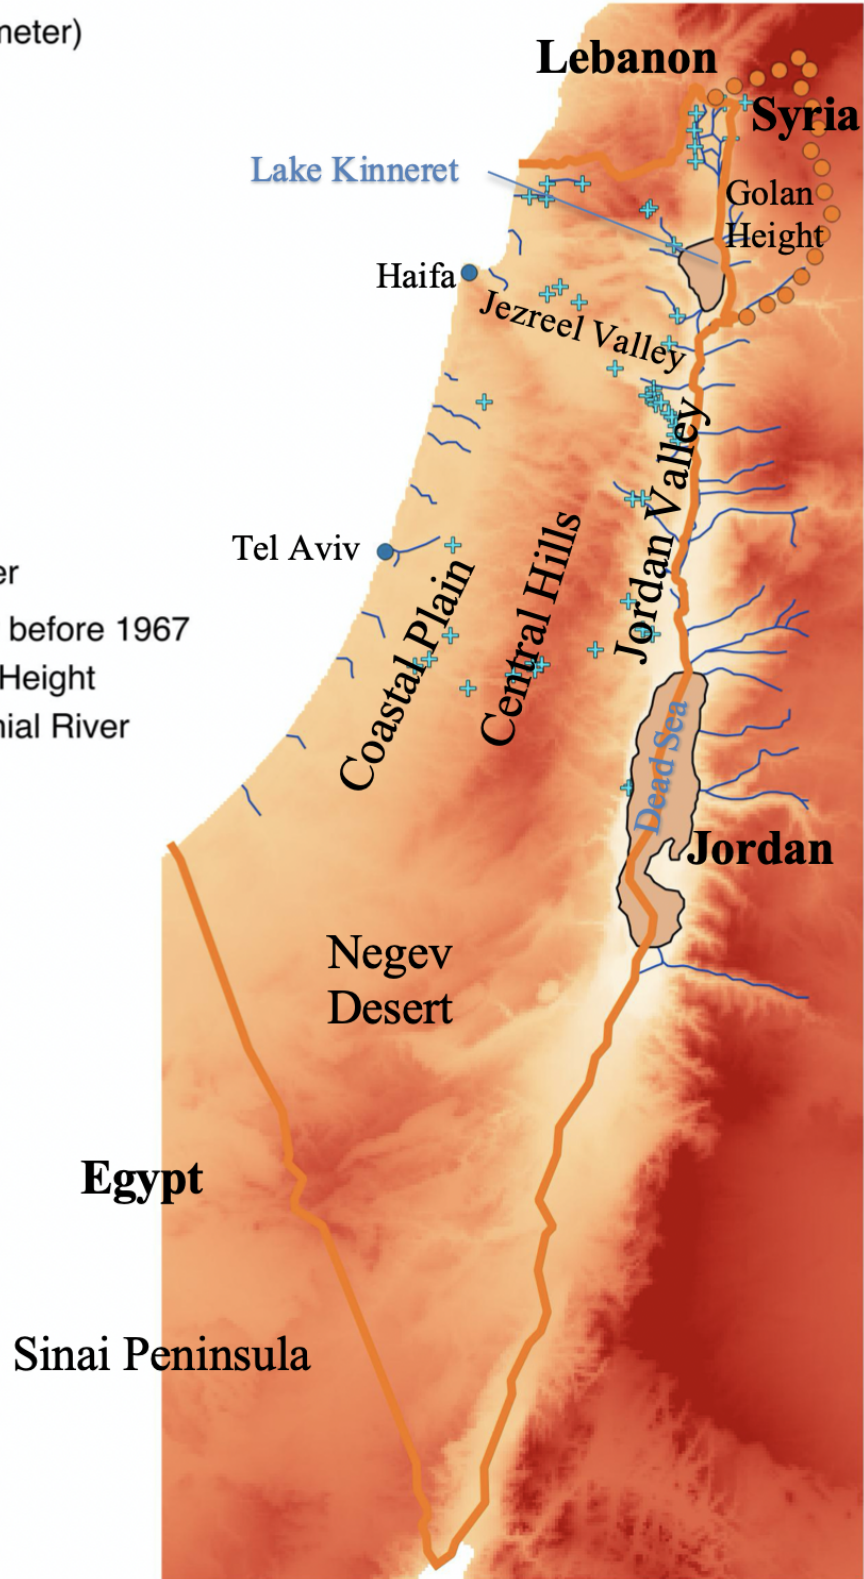 meter)
Lebanon
Syria
Lake Kinneret
Golan
Height
Haifa
Jezreel Valley
Jordan Valley
Tel Aviv
Coastal Plain
Central Hills
er
before 1967
Height
nial River
Dead Sea
Jordan
Negev
Desert
Egypt
Sinai Peninsula